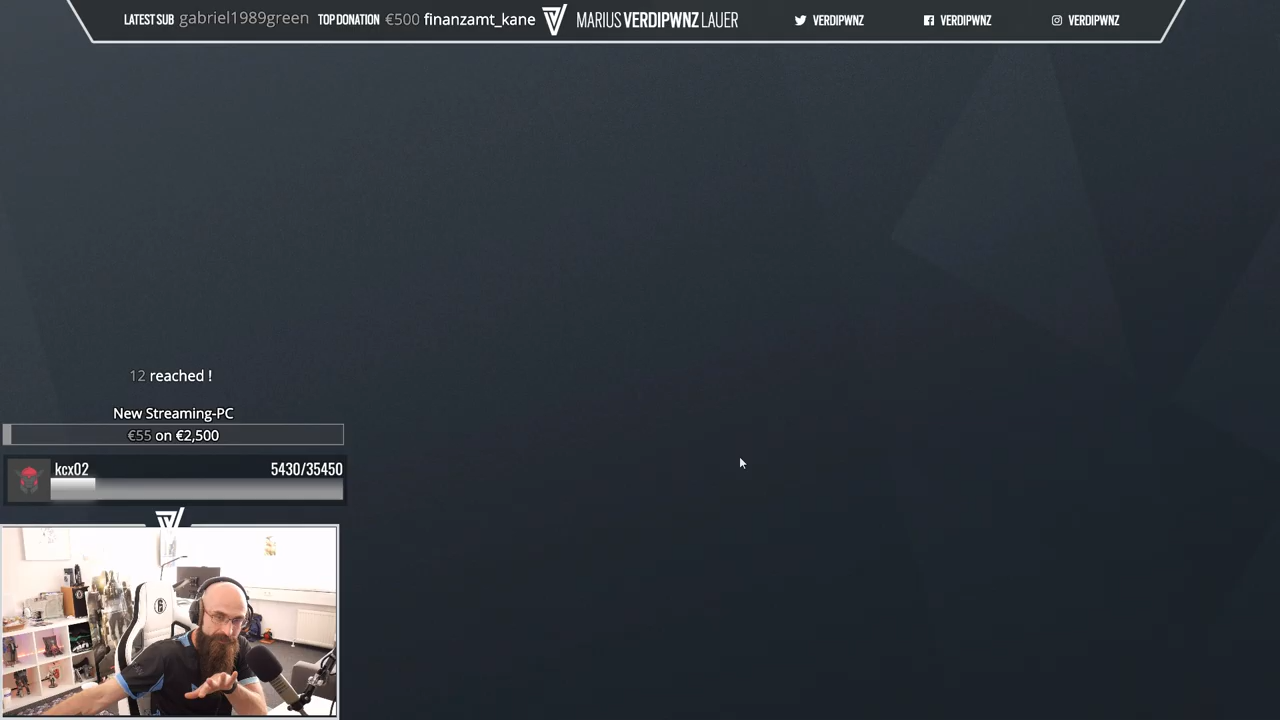 LATEST SUB gabriel1989green TOP DONATION €500 finanzamt_kane MARIUS VERDIPWNZ LAUER VERDIPWNZ VERDIPWNZ VERDIPWNZ
12 reached !
New Streaming-PC
€55 on €2,500
kcx02 5430/35450